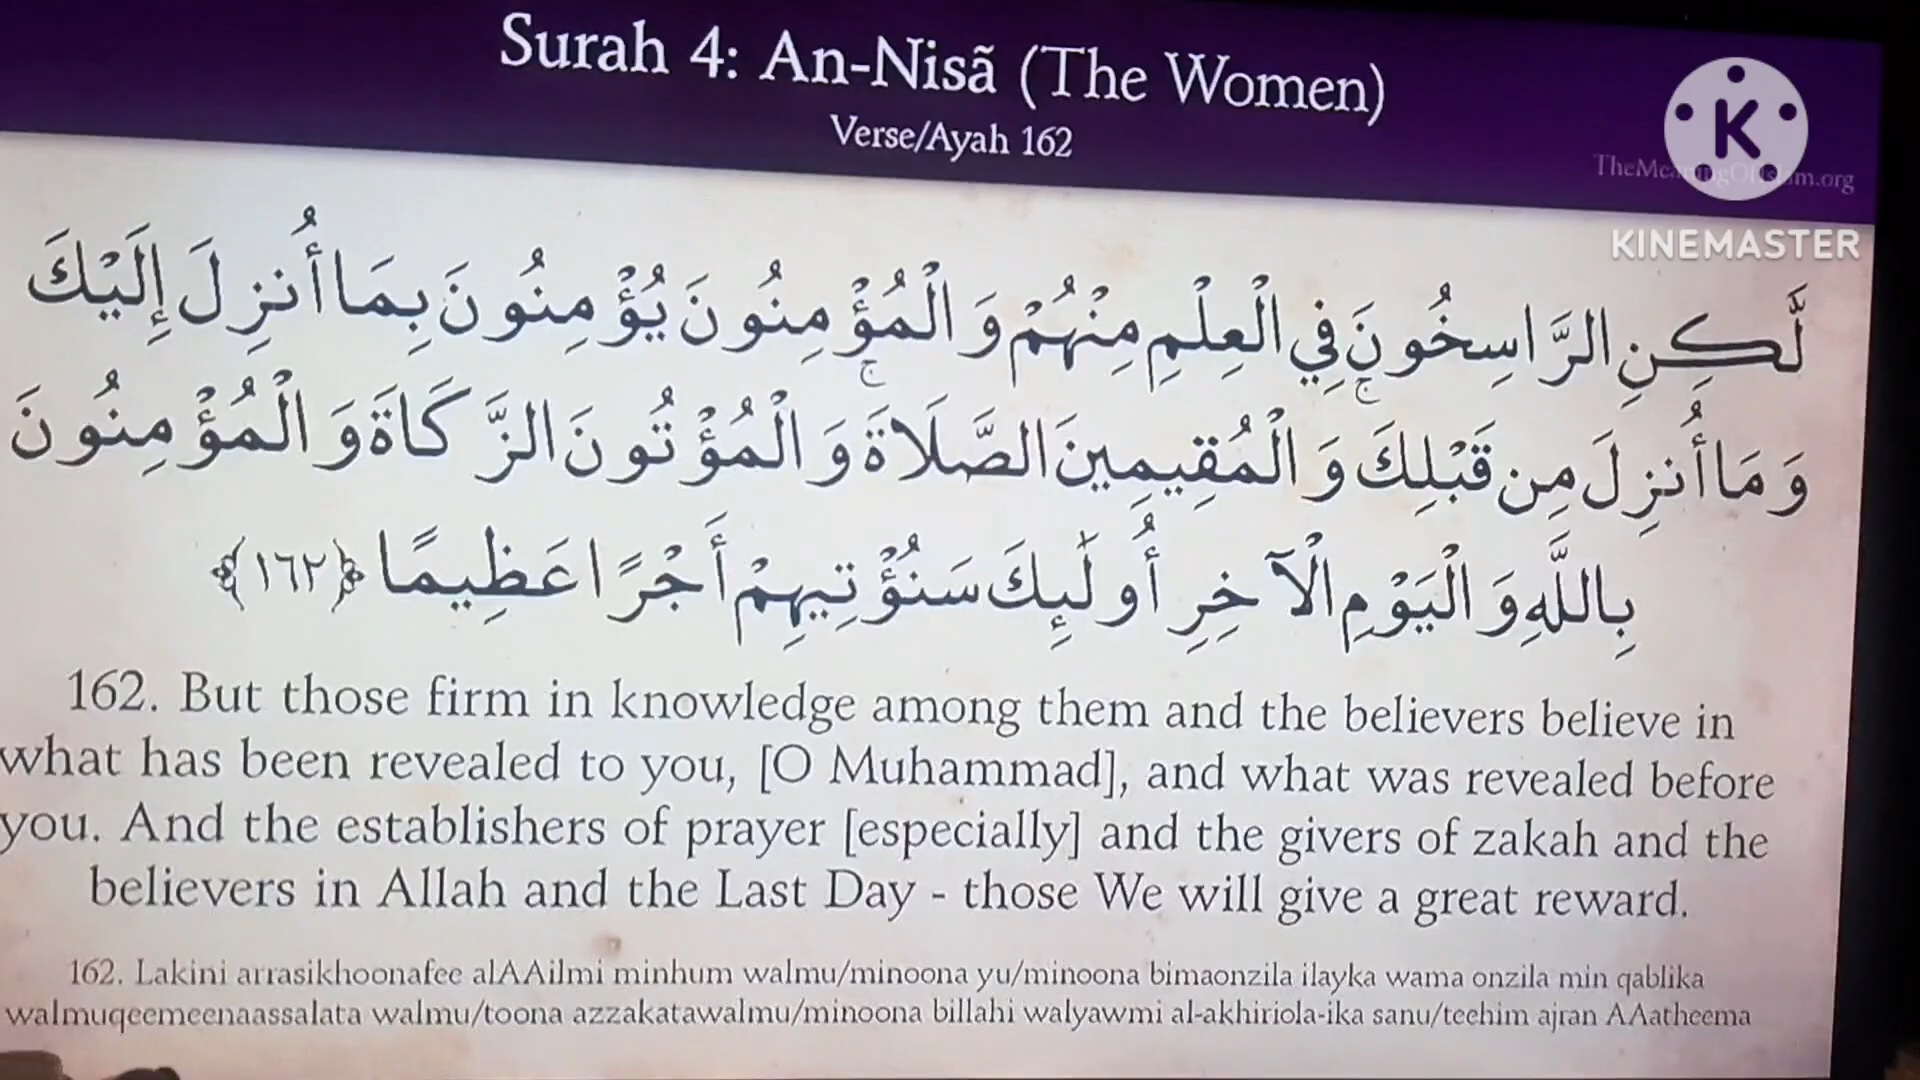 Surah 4: An-Nisã (The Women)
Verse/Ayah 162
K
KINEMASTER
لَّكِنِ الرَّاسِخُونَ فِي الْعِلْمِ مِنْهُمْ وَالْمُؤْمِنُونَ يُؤْمِنُونَ بِمَا أُنزِلَ إِلَيْكَ
وَمَا أُنزِلَ مِن قَبْلِكَ ۚ وَالْمُقِيمِينَ الصَّلَاةَ ۚ وَالْمُؤْتُونَ الزَّكَاةَ وَالْمُؤْمِنُونَ
بِاللَّهِ وَالْيَوْمِ الْآخِرِ أُولَٰئِكَ سَنُؤْتِيهِمْ أَجْرًا عَظِيمًا ﴿١٦٢﴾
162. But those firm in knowledge among them and the believers believe in
what has been revealed to you, [O Muhammad], and what was revealed before
you. And the establishers of prayer [especially] and the givers of zakah and the
believers in Allah and the Last Day - those We will give a great reward.
162. Lakini arrasikhoonafee alAAilmi minhum walmu/minoona yu/minoona bimaonzila ilayka wama onzila min qablika
walmuqeemeenaassalata walmu/toona azzakatawalmu/minoona billahi walyawmi al-akhiriola-ika sanu/teehim ajran AAatheema